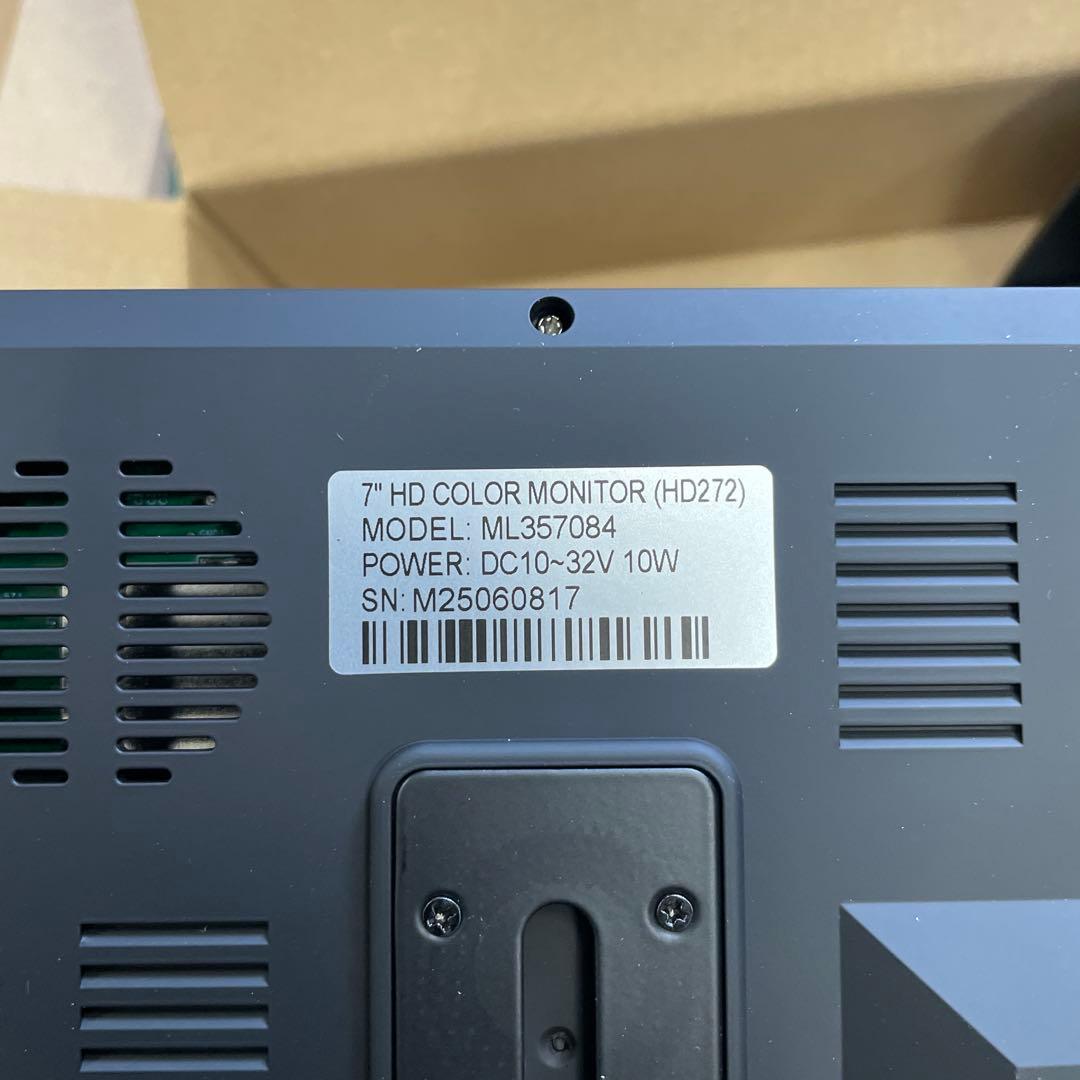 7" HD COLOR MONITOR (HD272)
MODEL: ML357084
POWER: DC10~32V 10W
SN: M25060817